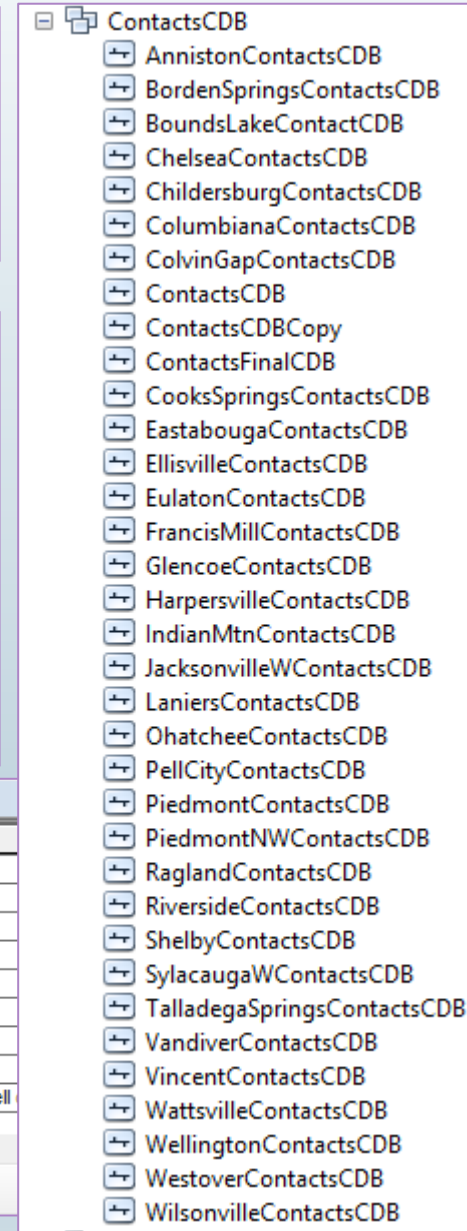 ContactsCDB
AnnistonContactsCDB
BordenSpringsContactsCDB
BoundsLakeContactCDB
ChelseaContactsCDB
ChildersburgContactsCDB
ColumbianaContactsCDB
ColvinGapContactsCDB
ContactsCDB
ContactsCDBCopy
ContactsFinalCDB
CooksSpringsContactsCDB
EastabougaContactsCDB
EllisvilleContactsCDB
EulatonContactsCDB
FrancisMillContactsCDB
GlencoeContactsCDB
HarpersvilleContactsCDB
IndianMtnContactsCDB
JacksonvilleWContactsCDB
LaniersContactsCDB
OhatcheeContactsCDB
PellCityContactsCDB
PiedmontContactsCDB
PiedmontNWContactsCDB
RaglandContactsCDB
RiversideContactsCDB
ShelbyContactsCDB
SylacaugaWContactsCDB
TalladegaSpringsContactsCDB
VandiverContactsCDB
VincentContactsCDB
WattsvilleContactsCDB
WellingtonContactsCDB
WestoverContactsCDB
WilsonvilleContactsCDB